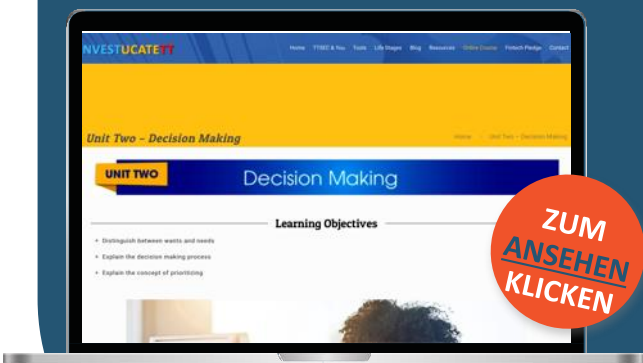 NVESTUCATETT
Home TTSEC & You Tools Life Stages Blog Resources Online Course Fintech Pledge Contact
Unit Two – Decision Making
Home Unit Two – Decision Making
UNIT TWO
Decision Making
Learning Objectives
Distinguish between wants and needs
Explain the decision making process
Explain the concept of prioritizing
ZUM
ANSEHEN
KLICKEN